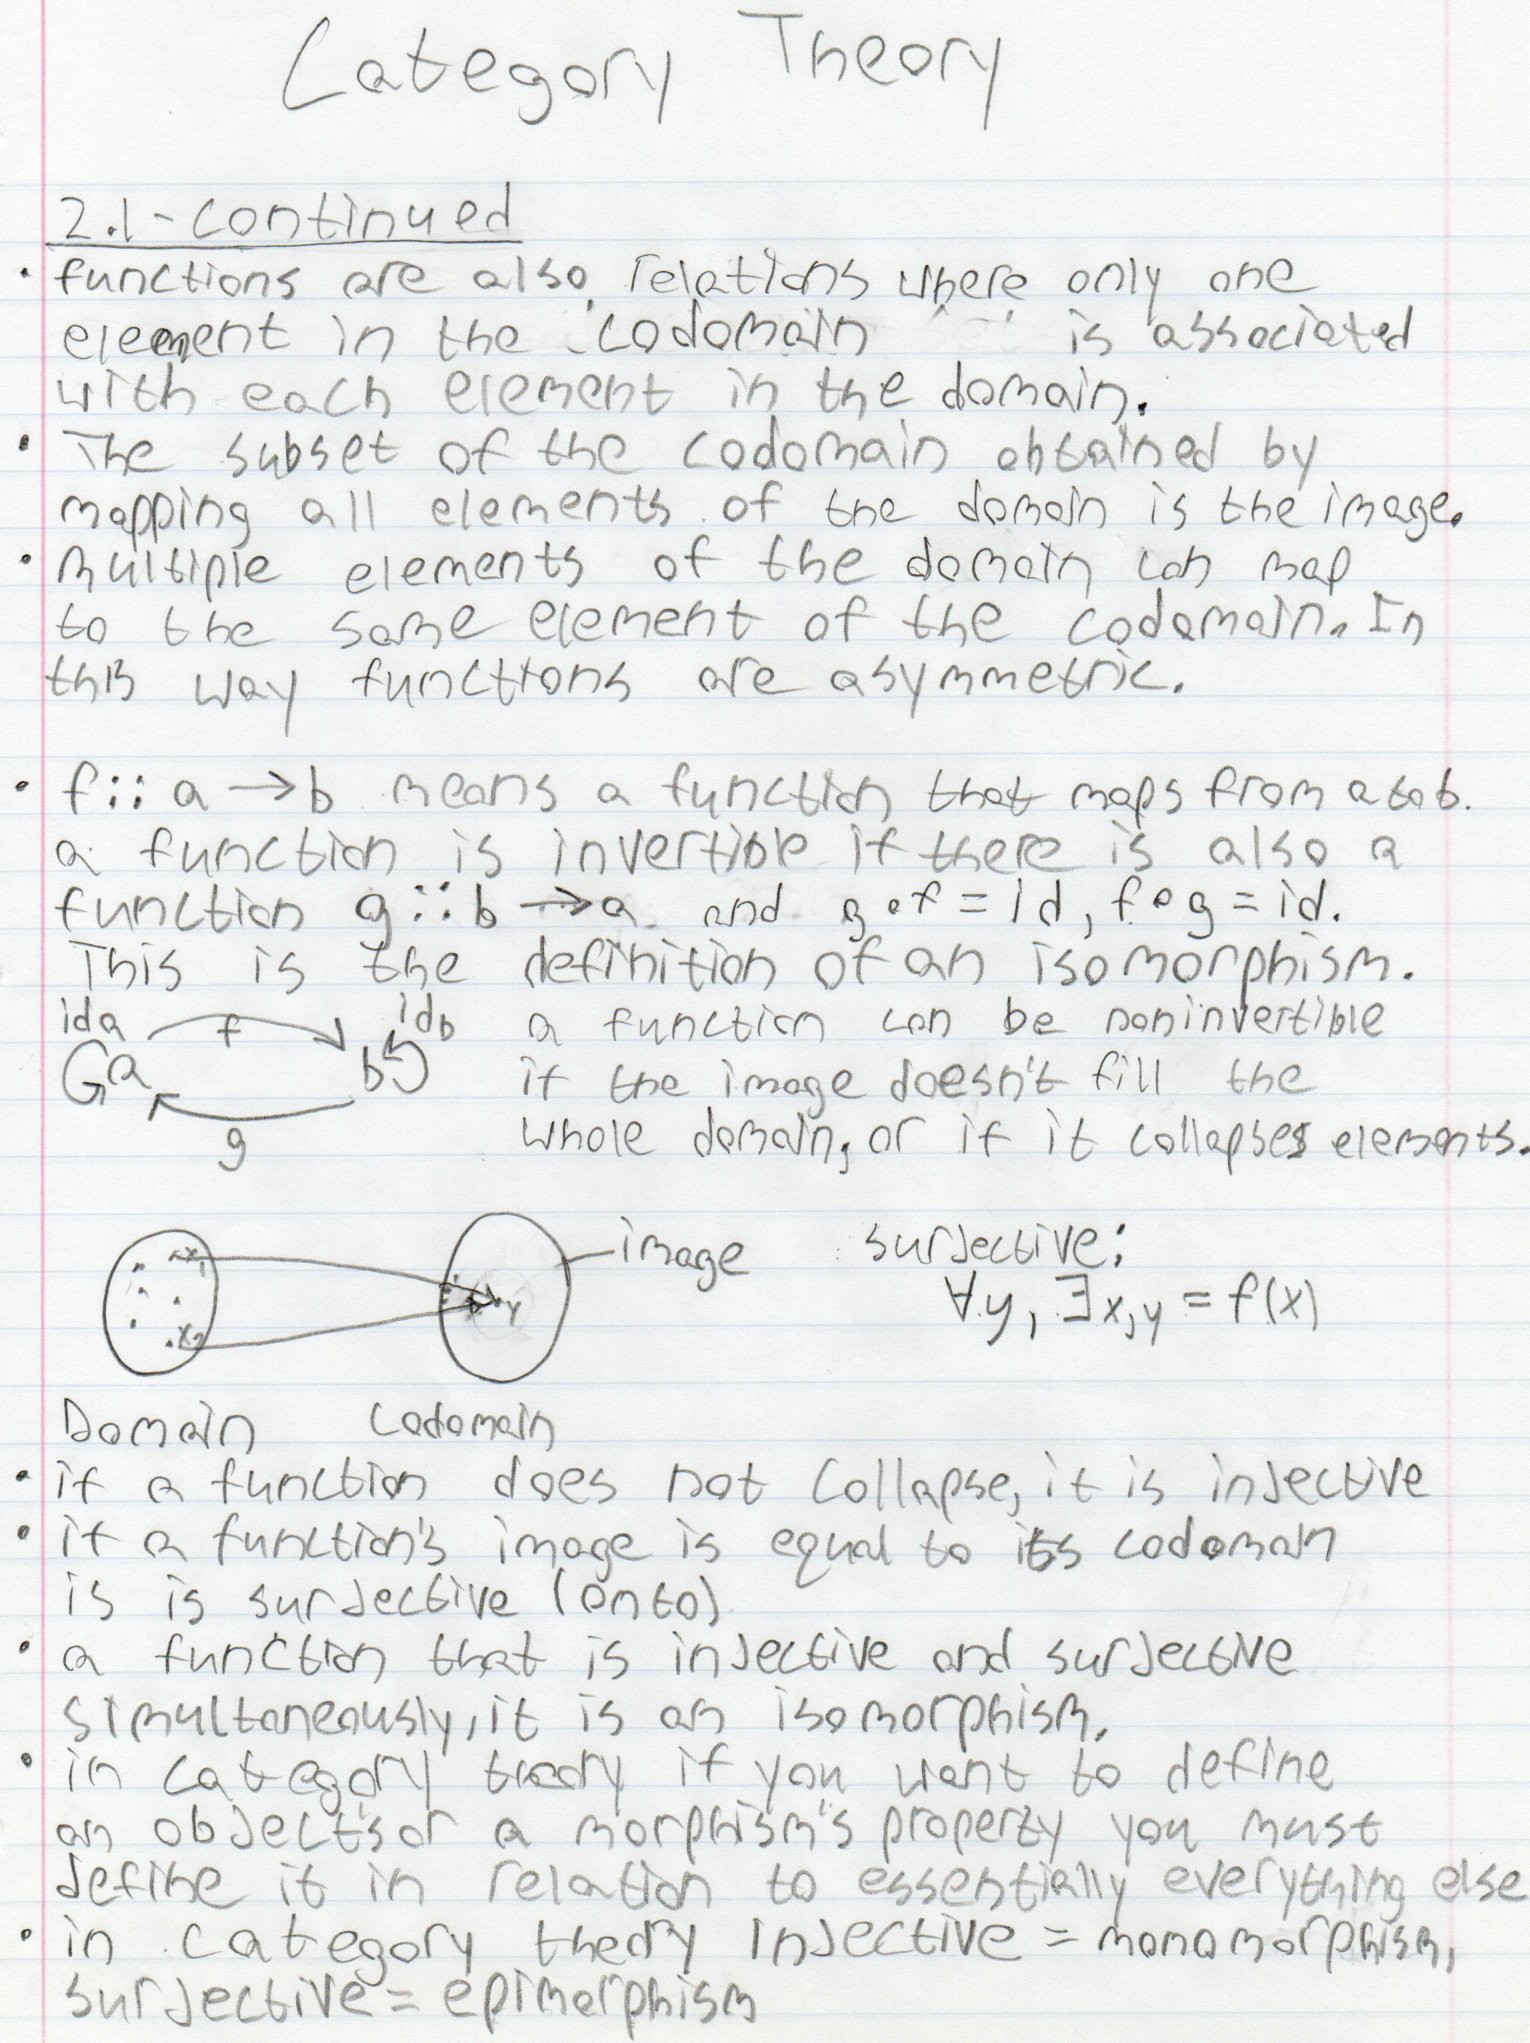 Category Theory
2.1-continued
• functions are also relations where only one
element in the codomain is associated
with each element in the domain.
• The subset of the codomain obtained by
mapping all elements of the domain is the image.
• Multiple elements of the domain can map
to the same element of the codomain. In
this way functions are asymmetric.
• f:: a → b means a function that maps from a to b.
a function is invertible if there is also a
function g:: b → a and g∘f = id, f∘g = id.
This is the definition of an isomorphism.
ida f idb a function can be noninvertible
a b if the image doesn't fill the
g whole domain, or if it collapses elements.
x1 y image surjective:
x2 ∀y, ∃x, y = f(x)
Domain Codomain
• if a function does not collapse, it is injective
• if a function's image is equal to its codomain
is is surjective (onto)
• a function that is injective and surjective
simultaneously, it is an isomorphism.
• in category theory if you want to define
an object's or a morphism's property you must
define it in relation to essentially everything else
• in category theory injective = monomorphism,
surjective = epimorphism